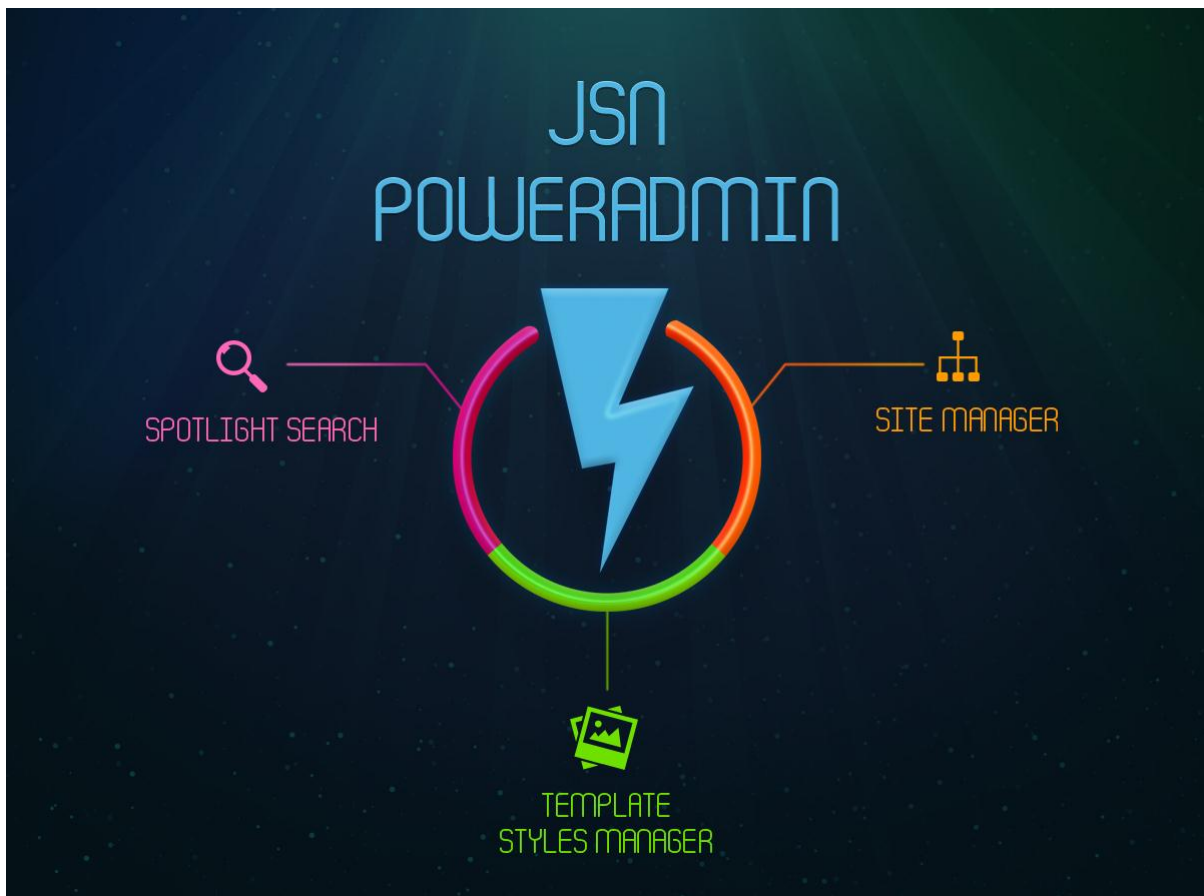 JSN
POWERADMIN
SPOTLIGHT SEARCH
SITE MANAGER
TEMPLATE
STYLES MANAGER